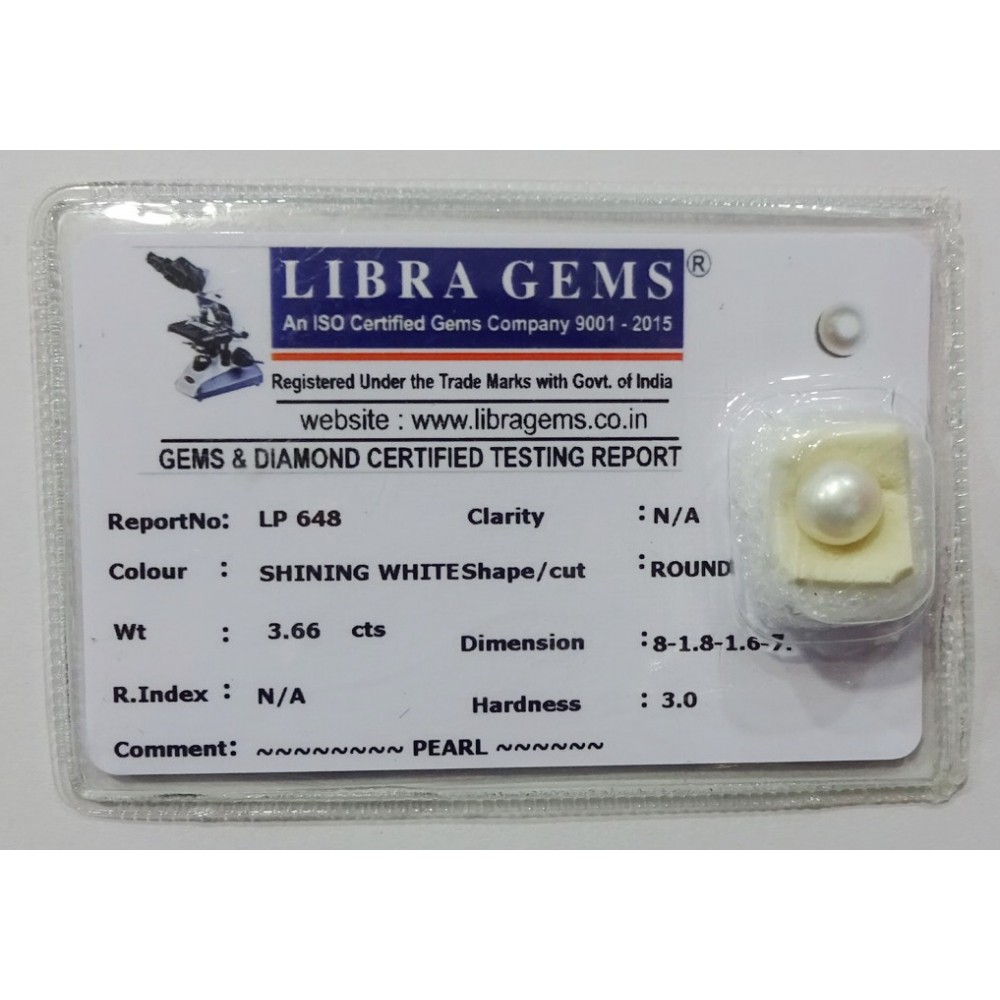 LIBRA GEMS®
An ISO Certified Gems Company 9001 - 2015
Registered Under the Trade Marks with Govt. of India
website : www.libragems.co.in
GEMS & DIAMOND CERTIFIED TESTING REPORT
ReportNo: LP 648 Clarity : N/A
Colour : SHINING WHITE Shape/cut : ROUND
Wt : 3.66 cts Dimension : 8-1.8-1.6-7.
R.Index : N/A Hardness : 3.0
Comment: ~~~~~~~~ PEARL ~~~~~~